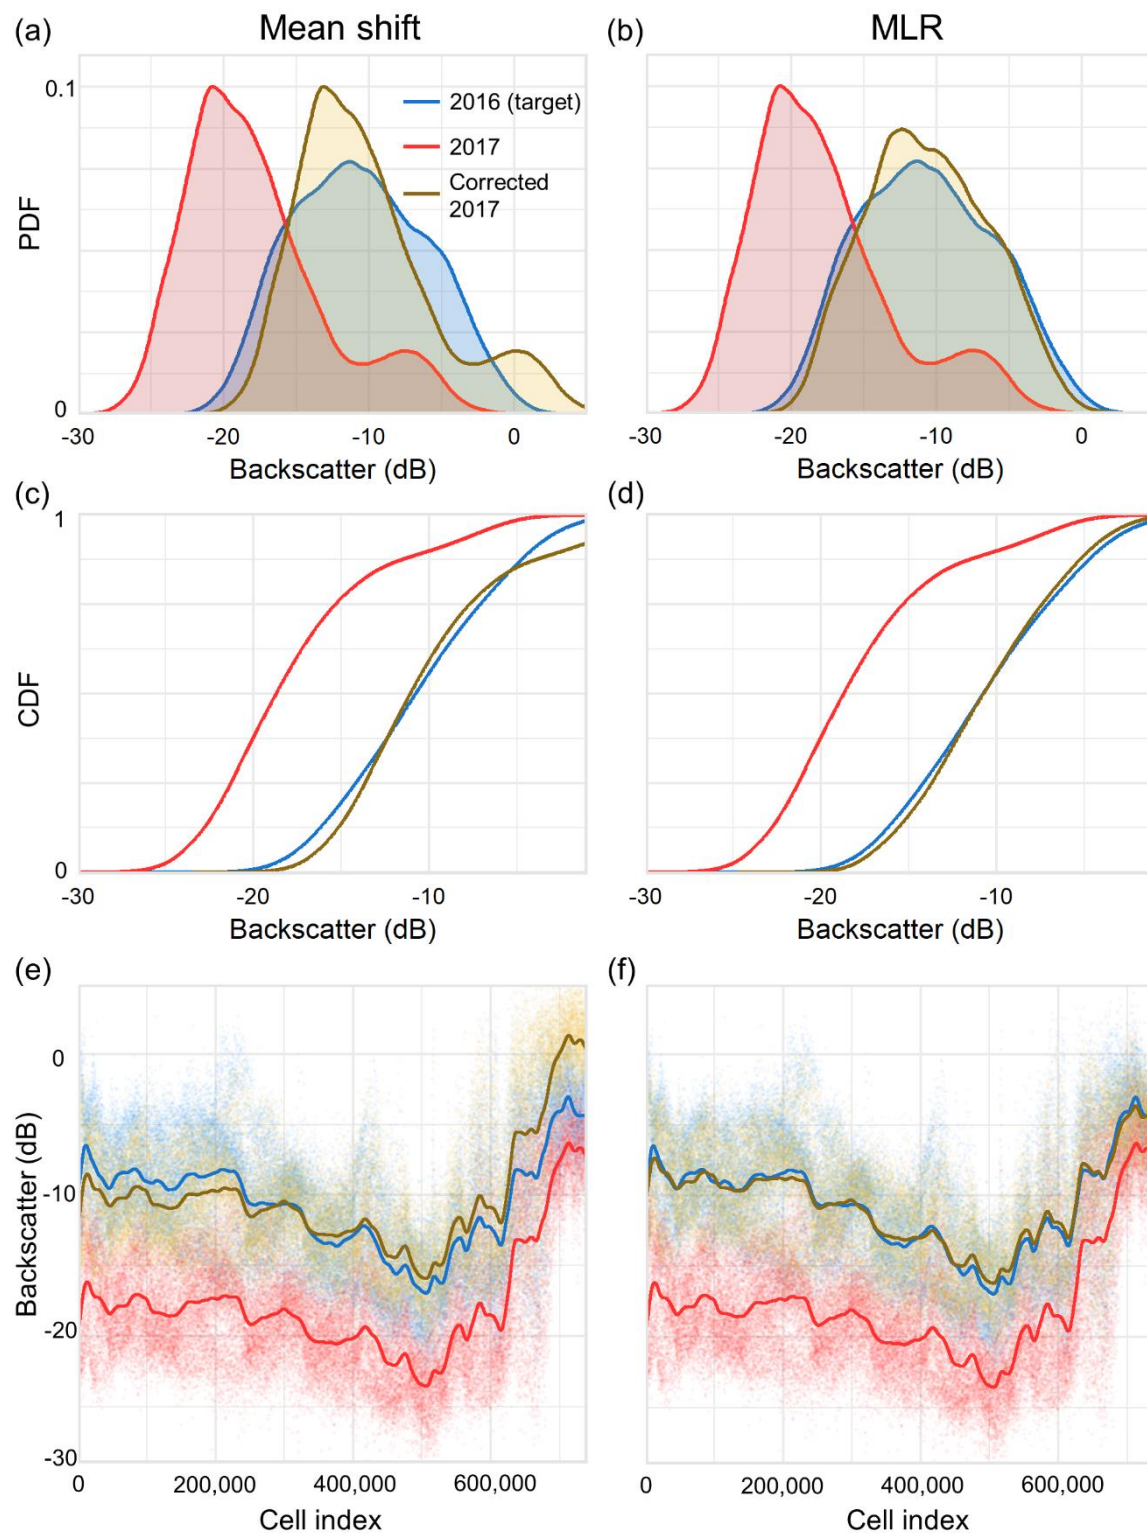 (a) Mean shift
(b) MLR
0.1
PDF
0
2016 (target)
2017
Corrected
2017
-30 -20 -10 0
Backscatter (dB)
-30 -20 -10 0
Backscatter (dB)
(c)
(d)
1
CDF
0
-30 -20 -10
Backscatter (dB)
-30 -20 -10
Backscatter (dB)
(e)
(f)
0
-10
-20
-30
Backscatter (dB)
0 200,000 400,000 600,000
Cell index
0 200,000 400,000 600,000
Cell index